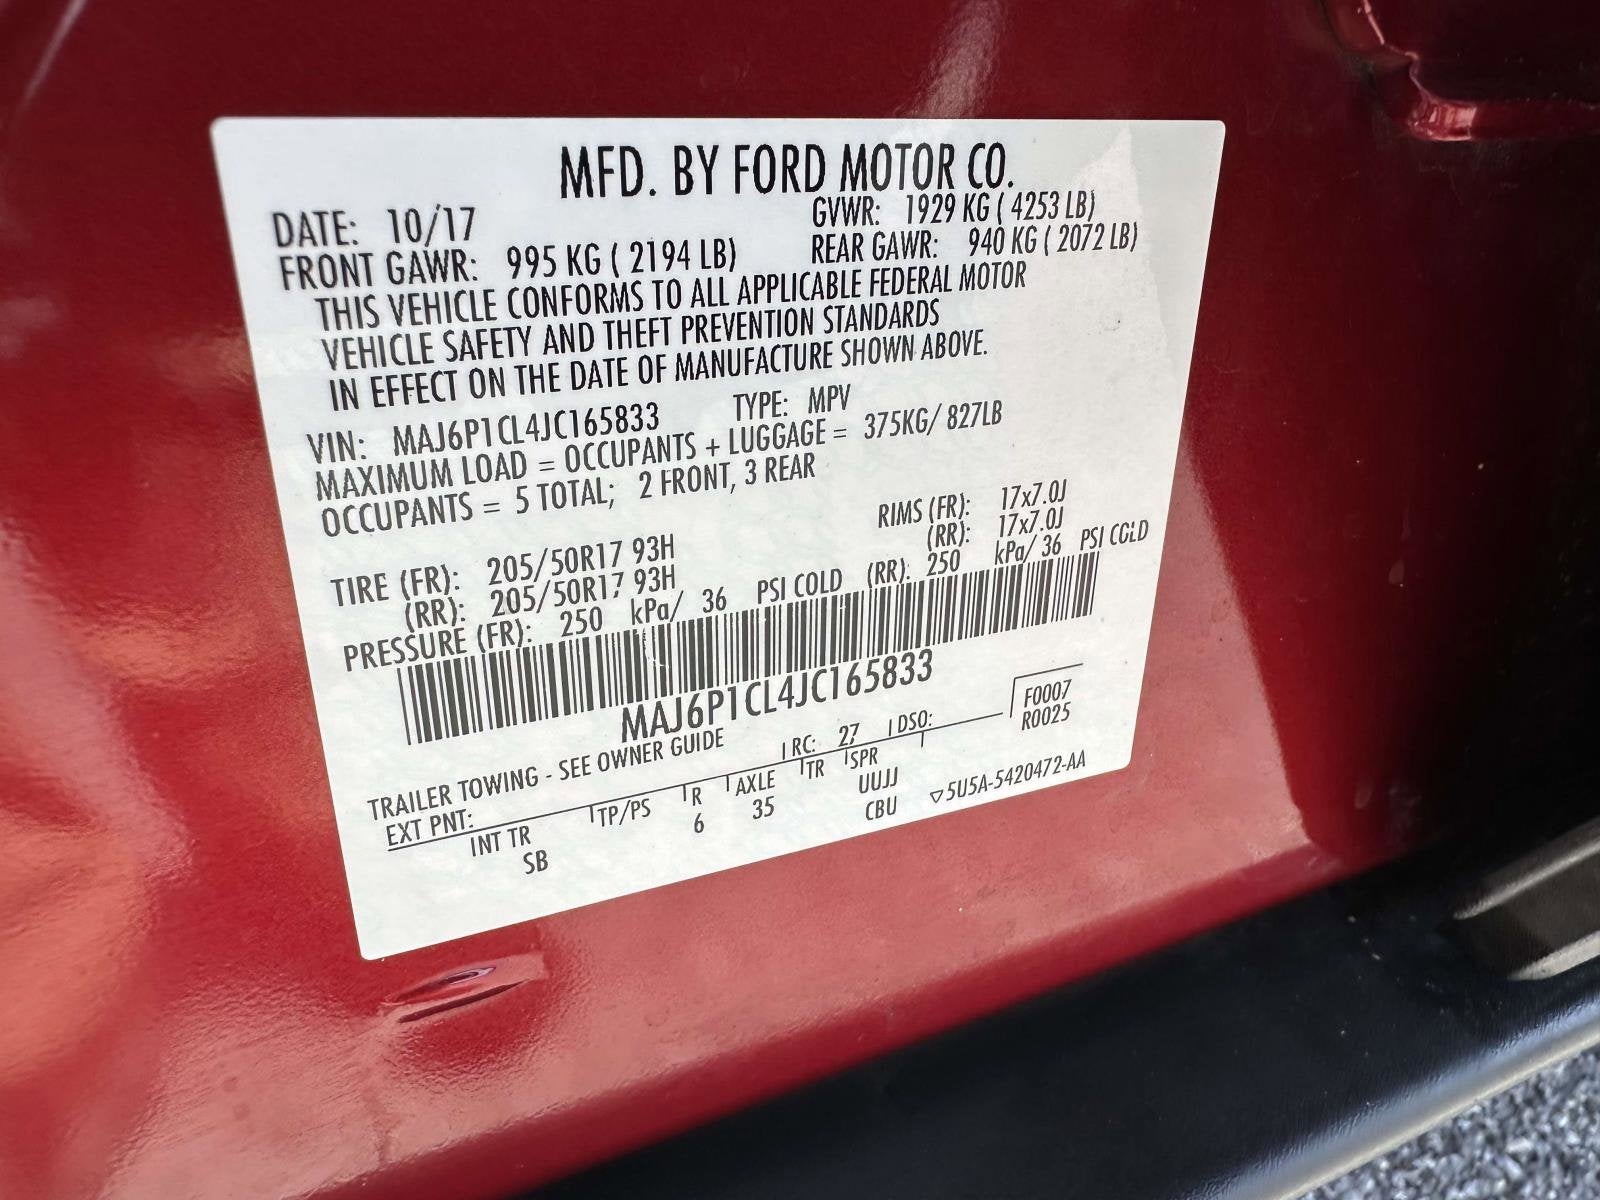 MFD. BY FORD MOTOR CO.
DATE: 10/17 GVWR: 1929 KG ( 4253 LB)
FRONT GAWR: 995 KG ( 2194 LB) REAR GAWR: 940 KG ( 2072 LB)
THIS VEHICLE CONFORMS TO ALL APPLICABLE FEDERAL MOTOR
VEHICLE SAFETY AND THEFT PREVENTION STANDARDS
IN EFFECT ON THE DATE OF MANUFACTURE SHOWN ABOVE.
VIN: MAJ6P1CL4JC165833 TYPE: MPV
MAXIMUM LOAD = OCCUPANTS + LUGGAGE = 375KG/ 827LB
OCCUPANTS = 5 TOTAL; 2 FRONT, 3 REAR
TIRE (FR): 205/50R17 93H RIMS (FR): 17x7.0J
(RR): 205/50R17 93H (RR): 17x7.0J
PRESSURE (FR): 250 kPa/ 36 PSI COLD (RR): 250 kPa/ 36 PSI COLD
MAJ6P1CL4JC165833
F0007
TRAILER TOWING - SEE OWNER GUIDE R0025
EXT PNT: RC: 27 DSO:
INT TR TP/PS R AXLE TR SPR
SB 6 35 UUJJ
CBU ▽5U5A-5420472-AA